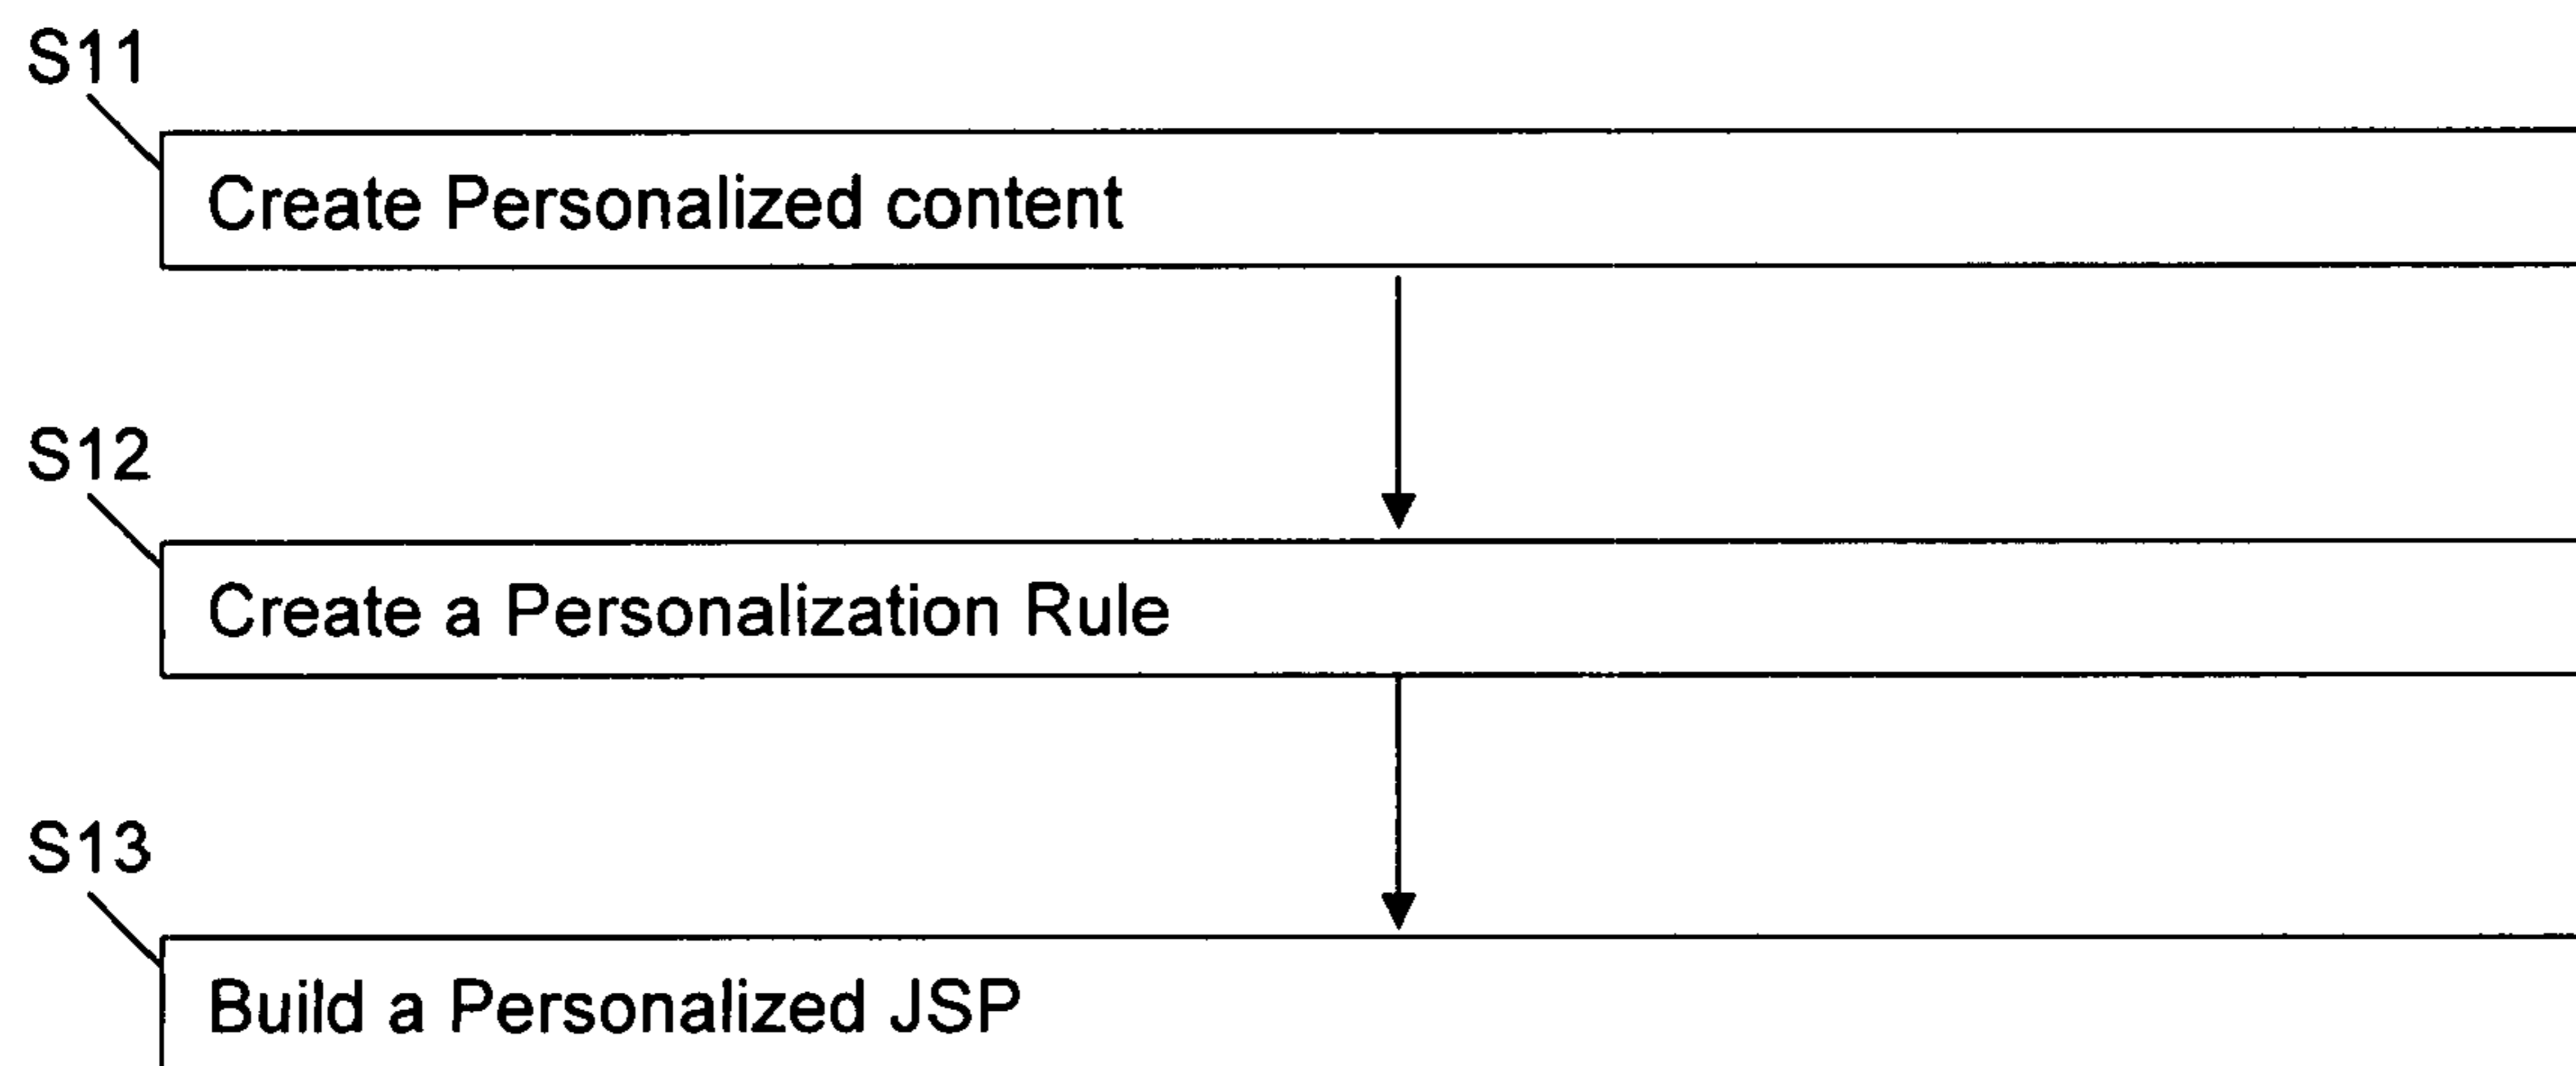 S11
Create Personalized content
S12
Create a Personalization Rule
S13
Build a Personalized JSP